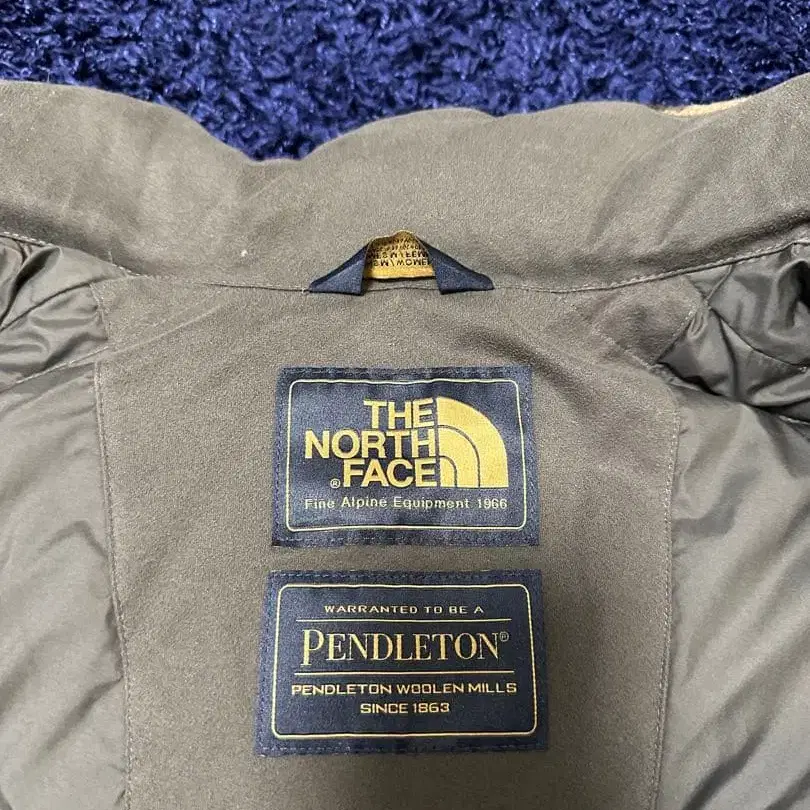 THE
NORTH
®FACE
Fine Alpine Equipment 1966
WARRANTED TO BE A
PENDLETON®
PENDLETON WOOLEN MILLS
SINCE 1863